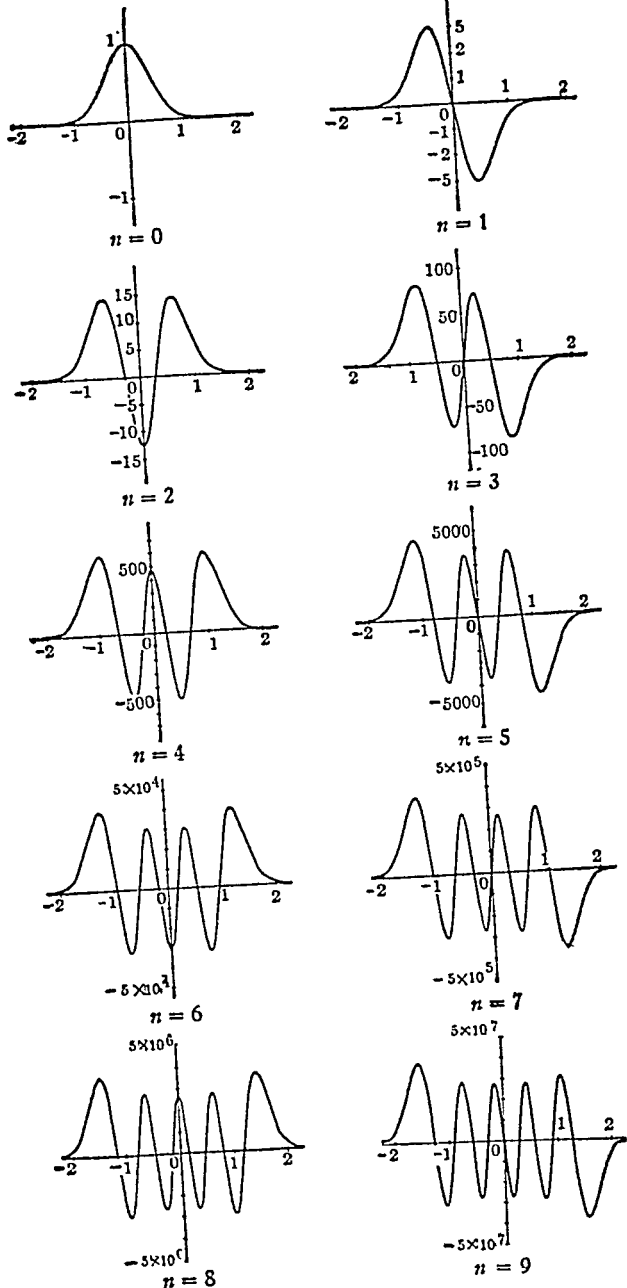 1
-2 -1 0 1 2
-1
n = 0
5
2
1
-2 -1 0 1 2
-1
-2
-5
n = 1
15
10
5
-2 -1 0 1 2
-5
-10
-15
n = 2
100
50
2 1 0 1 2
-50
-100
n = 3
500
-2 -1 0 1 2
-500
n = 4
5000
-2 -1 0 1 2
-5000
n = 5
5×10⁴
-2 -1 0 1 2
n = 6
5×10⁵
-2 -1 0 1 2
-5×10⁵
n = 7
5×10⁶
-2 -1 0 1 2
n = 8
5×10⁷
-2 -1 0 1 2
-5×10⁷
n = 9